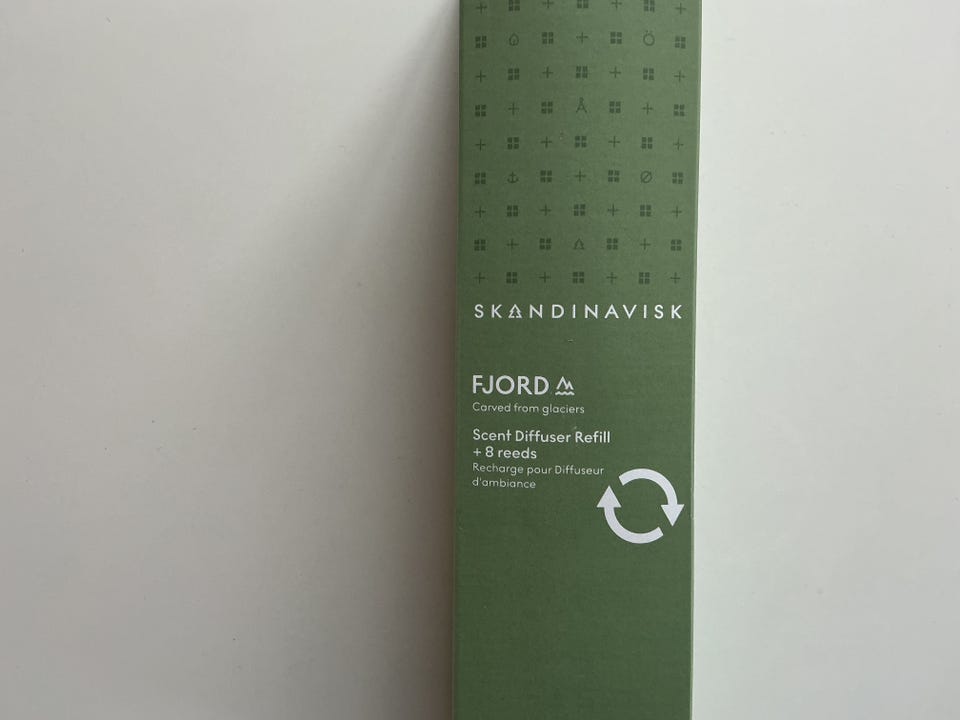 Ö
Å
Ø
SKANDINAVISK
FJORD
Carved from glaciers
Scent Diffuser Refill
+ 8 reeds
Recharge pour Diffuseur
d'ambiance